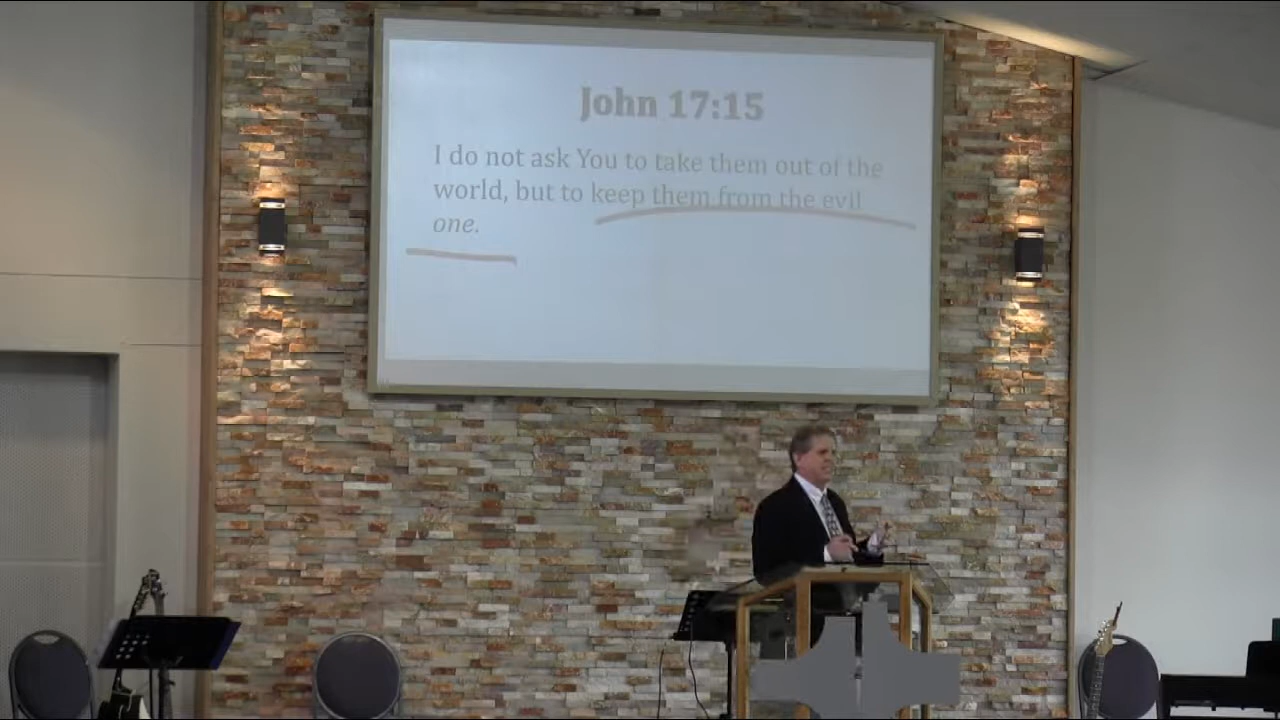 John 17:15
I do not ask You to take them out of the
world, but to keep them from the evil
one.